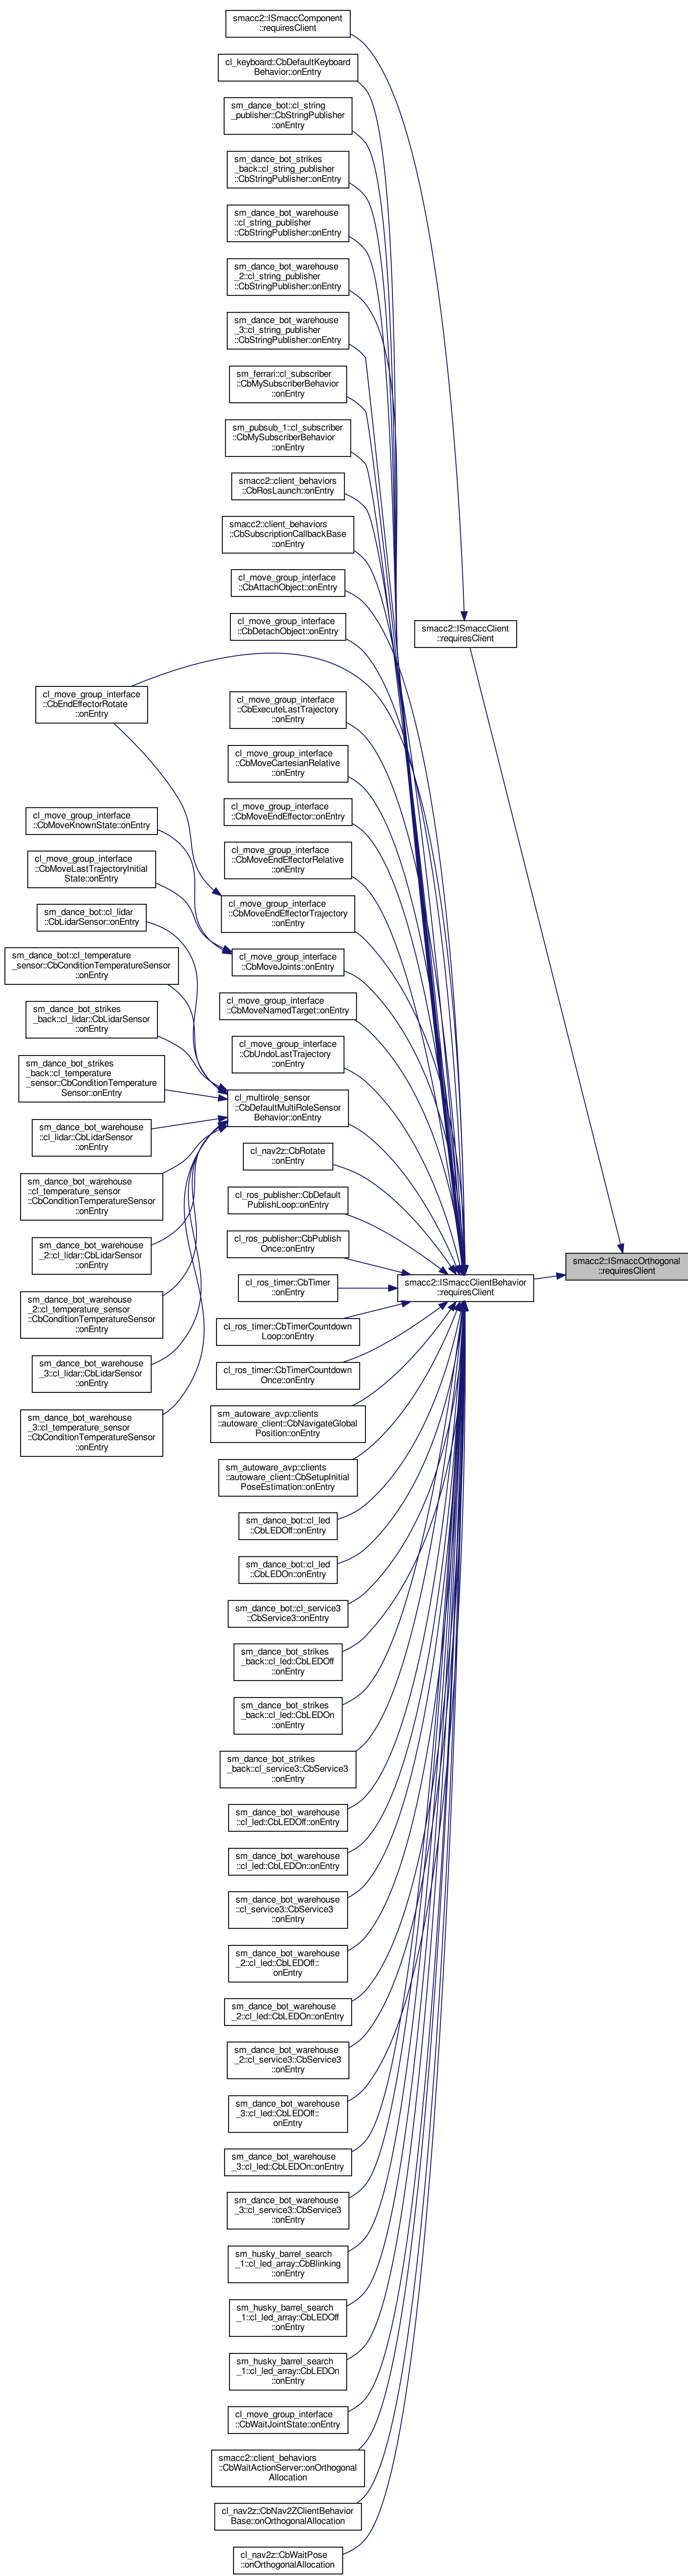 smacc2::ISmaccComponent
::requiresClient
cl_keyboard::CbDefaultKeyboard
Behavior::onEntry
sm_dance_bot::cl_string
_publisher::CbStringPublisher
::onEntry
sm_dance_bot_strikes
_back::cl_string_publisher
::CbStringPublisher::onEntry
sm_dance_bot_warehouse
::cl_string_publisher
::CbStringPublisher::onEntry
sm_dance_bot_warehouse
_2::cl_string_publisher
::CbStringPublisher::onEntry
sm_dance_bot_warehouse
_3::cl_string_publisher
::CbStringPublisher::onEntry
sm_ferrari::cl_subscriber
::CbMySubscriberBehavior
::onEntry
sm_pubsub_1::cl_subscriber
::CbMySubscriberBehavior
::onEntry
smacc2::client_behaviors
::CbRosLaunch::onEntry
smacc2::client_behaviors
::CbSubscriptionCallbackBase
::onEntry
cl_move_group_interface
::CbAttachObject::onEntry
cl_move_group_interface
::CbDetachObject::onEntry
smacc2::ISmaccClient
::requiresClient
cl_move_group_interface
::CbEndEffectorRotate
::onEntry
cl_move_group_interface
::CbExecuteLastTrajectory
::onEntry
cl_move_group_interface
::CbMoveCartesianRelative
::onEntry
cl_move_group_interface
::CbMoveEndEffector::onEntry
cl_move_group_interface
::CbMoveKnownState::onEntry
cl_move_group_interface
::CbMoveEndEffectorRelative
::onEntry
cl_move_group_interface
::CbMoveLastTrajectoryInitial
State::onEntry
cl_move_group_interface
::CbMoveEndEffectorTrajectory
::onEntry
sm_dance_bot::cl_lidar
::CbLidarSensor::onEntry
cl_move_group_interface
::CbMoveJoints::onEntry
sm_dance_bot::cl_temperature
_sensor::CbConditionTemperatureSensor
::onEntry
cl_move_group_interface
::CbMoveNamedTarget::onEntry
sm_dance_bot_strikes
_back::cl_lidar::CbLidarSensor
::onEntry
cl_move_group_interface
::CbUndoLastTrajectory
::onEntry
sm_dance_bot_strikes
_back::cl_temperature
_sensor::CbConditionTemperature
Sensor::onEntry
cl_multirole_sensor
::CbDefaultMultiRoleSensor
Behavior::onEntry
sm_dance_bot_warehouse
::cl_lidar::CbLidarSensor
::onEntry
cl_nav2z::CbRotate
::onEntry
sm_dance_bot_warehouse
::cl_temperature_sensor
::CbConditionTemperatureSensor
::onEntry
cl_ros_publisher::CbDefault
PublishLoop::onEntry
cl_ros_publisher::CbPublish
Once::onEntry
sm_dance_bot_warehouse
_2::cl_lidar::CbLidarSensor
::onEntry
smacc2::ISmaccOrthogonal
::requiresClient
cl_ros_timer::CbTimer
::onEntry
smacc2::ISmaccClientBehavior
::requiresClient
sm_dance_bot_warehouse
_2::cl_temperature_sensor
::CbConditionTemperatureSensor
::onEntry
cl_ros_timer::CbTimerCountdown
Loop::onEntry
sm_dance_bot_warehouse
_3::cl_lidar::CbLidarSensor
::onEntry
cl_ros_timer::CbTimerCountdown
Once::onEntry
sm_dance_bot_warehouse
_3::cl_temperature_sensor
::CbConditionTemperatureSensor
::onEntry
sm_autoware_avp::clients
::autoware_client::CbNavigateGlobal
Position::onEntry
sm_autoware_avp::clients
::autoware_client::CbSetupInitial
PoseEstimation::onEntry
sm_dance_bot::cl_led
::CbLEDOff::onEntry
sm_dance_bot::cl_led
::CbLEDOn::onEntry
sm_dance_bot::cl_service3
::CbService3::onEntry
sm_dance_bot_strikes
_back::cl_led::CbLEDOff
::onEntry
sm_dance_bot_strikes
_back::cl_led::CbLEDOn
::onEntry
sm_dance_bot_strikes
_back::cl_service3::CbService3
::onEntry
sm_dance_bot_warehouse
::cl_led::CbLEDOff::onEntry
sm_dance_bot_warehouse
::cl_led::CbLEDOn::onEntry
sm_dance_bot_warehouse
::cl_service3::CbService3
::onEntry
sm_dance_bot_warehouse
_2::cl_led::CbLEDOff::
onEntry
sm_dance_bot_warehouse
_2::cl_led::CbLEDOn::onEntry
sm_dance_bot_warehouse
_2::cl_service3::CbService3
::onEntry
sm_dance_bot_warehouse
_3::cl_led::CbLEDOff::
onEntry
sm_dance_bot_warehouse
_3::cl_led::CbLEDOn::onEntry
sm_dance_bot_warehouse
_3::cl_service3::CbService3
::onEntry
sm_husky_barrel_search
_1::cl_led_array::CbBlinking
::onEntry
sm_husky_barrel_search
_1::cl_led_array::CbLEDOff
::onEntry
sm_husky_barrel_search
_1::cl_led_array::CbLEDOn
::onEntry
cl_move_group_interface
::CbWaitJointState::onEntry
smacc2::client_behaviors
::CbWaitActionServer::onOrthogonal
Allocation
cl_nav2z::CbNav2ZClientBehavior
Base::onOrthogonalAllocation
cl_nav2z::CbWaitPose
::onOrthogonalAllocation